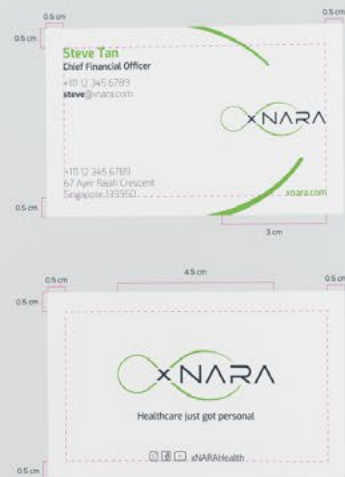 0.5 cm
0.5 cm
0.5 cm
Steve Tan
Chief Financial Officer
+111 12 345 6789
steve@xnara.com
xNARA
+111 12 345 6789
67 Ayer Rajah Crescent
Singapore 139950
xnara.com
0.5 cm
3 cm
4.5 cm
0.5 cm
0.5 cm
0.5 cm
xNARA
Healthcare just got personal
xNARAHealth
0.5 cm